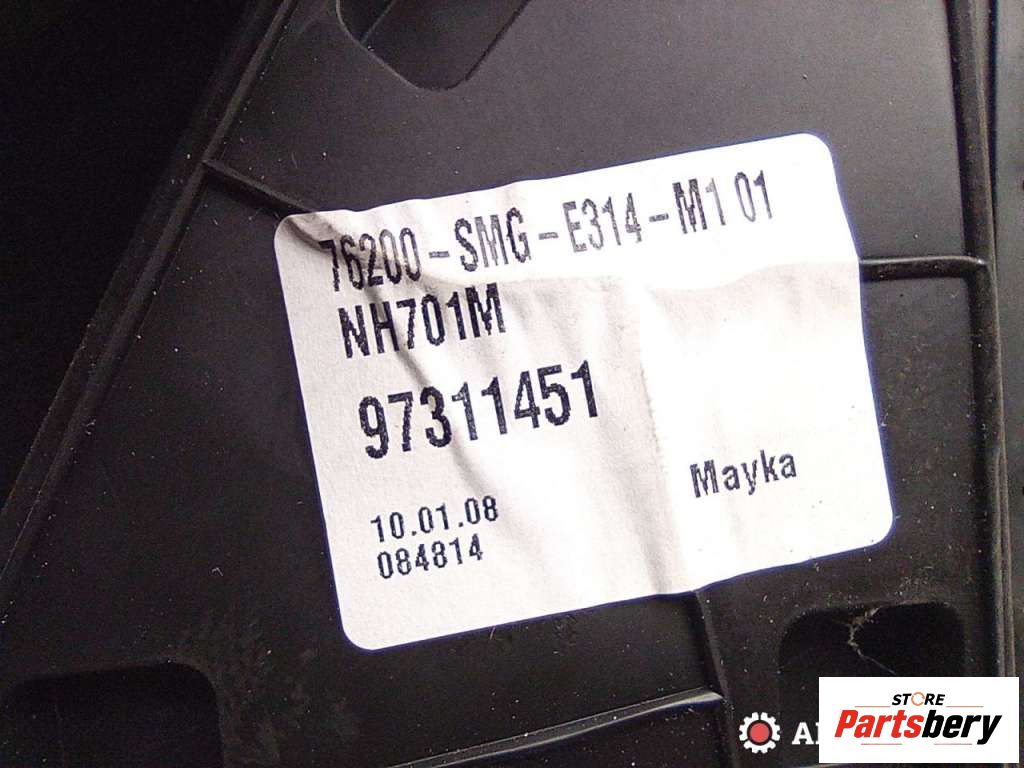 76200-SMG-E314-M1 01
NH701M
97311451
10.01.08
084814
Mayka
STORE
Partsbery